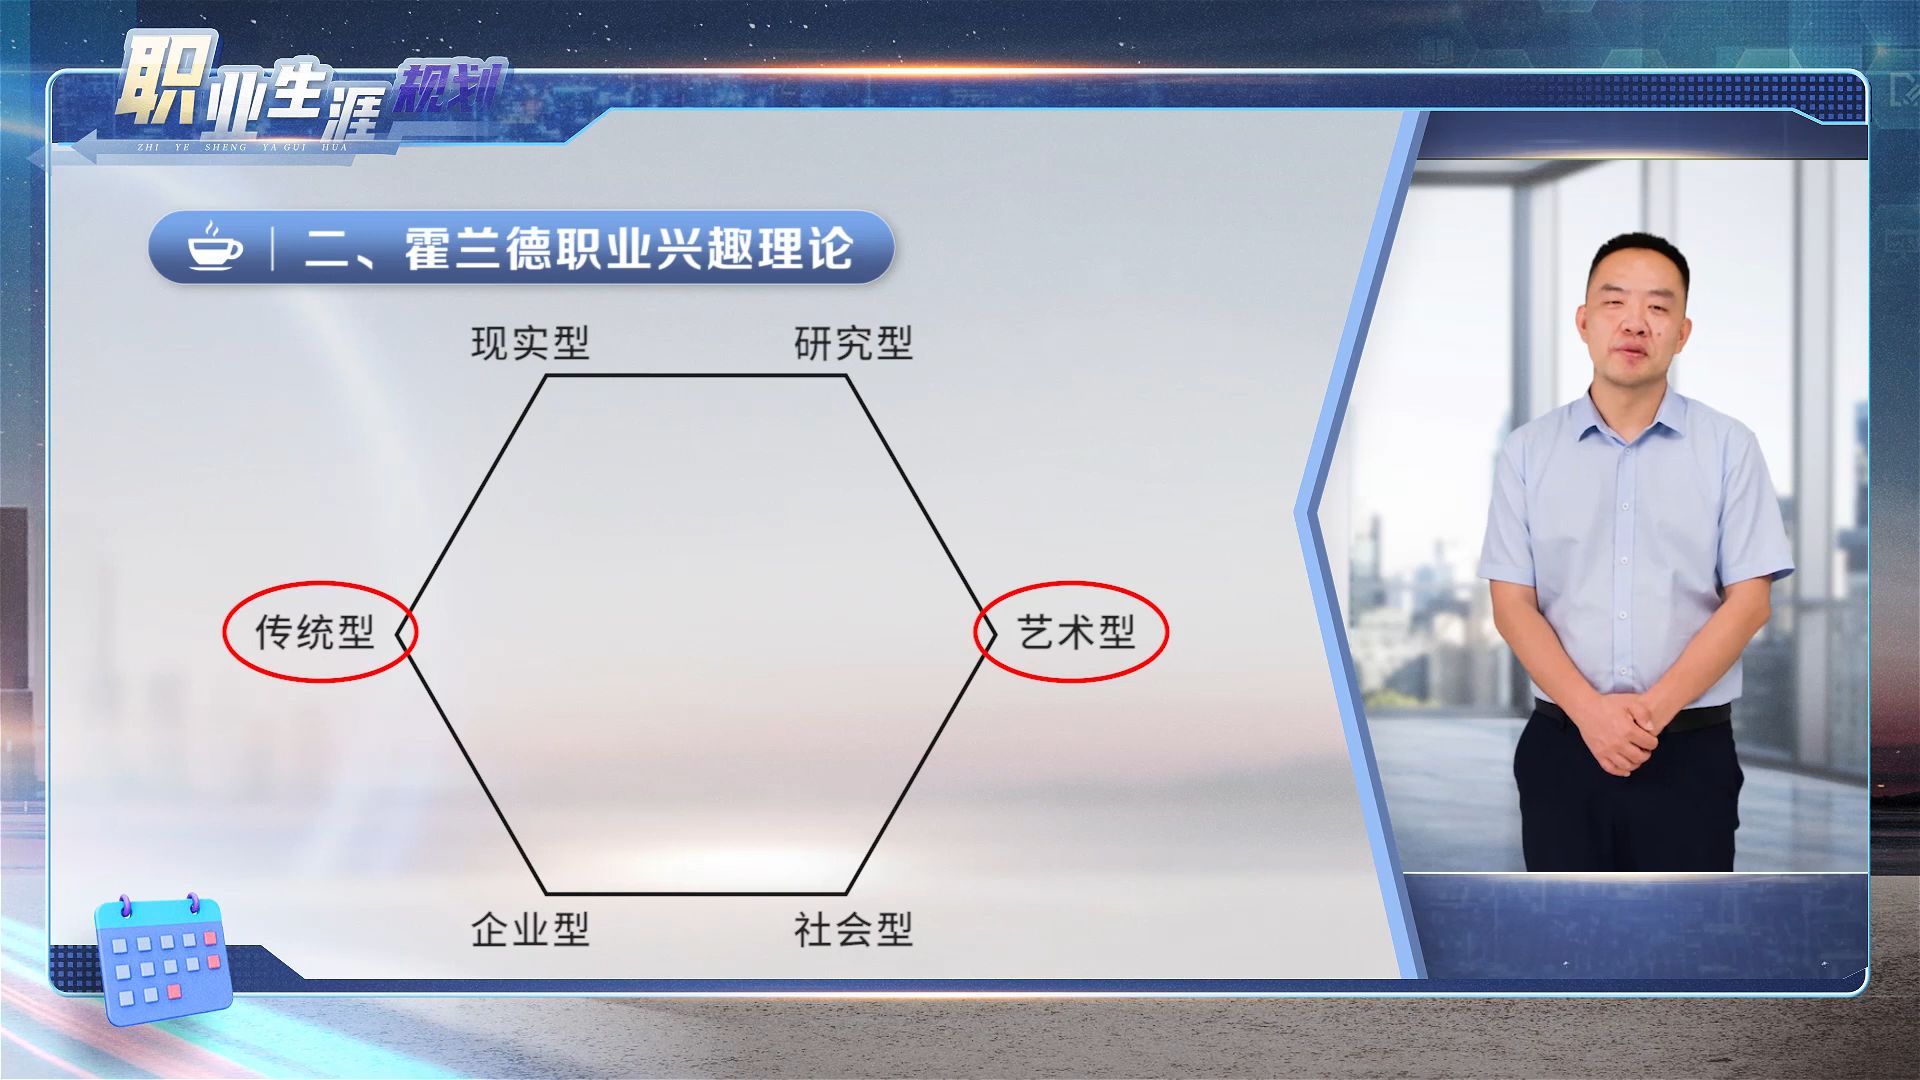 职业生涯规划
ZHI YE SHENG YA GUI HUA
二、霍兰德职业兴趣理论
现实型 研究型
传统型 艺术型
企业型 社会型